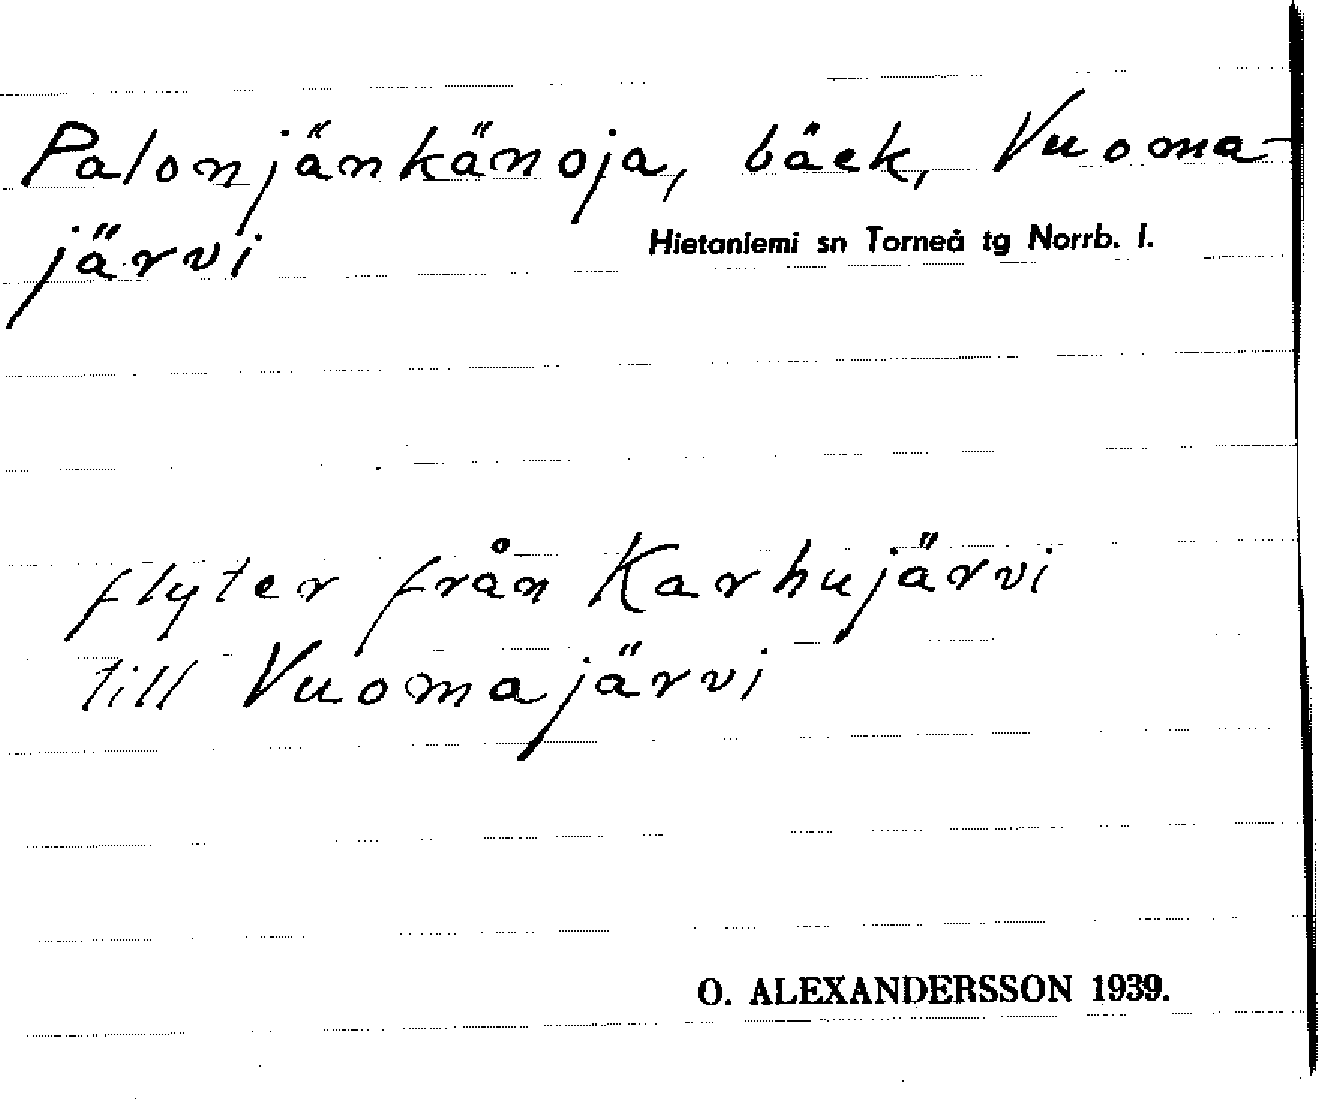 Palonjänkänoja, bäck, Vuoma-
järvi
Hietaniemi sn Torneå tg Norrb. l.
flyter från Karhujärvi
till Vuomajärvi
O. ALEXANDERSSON 1939.